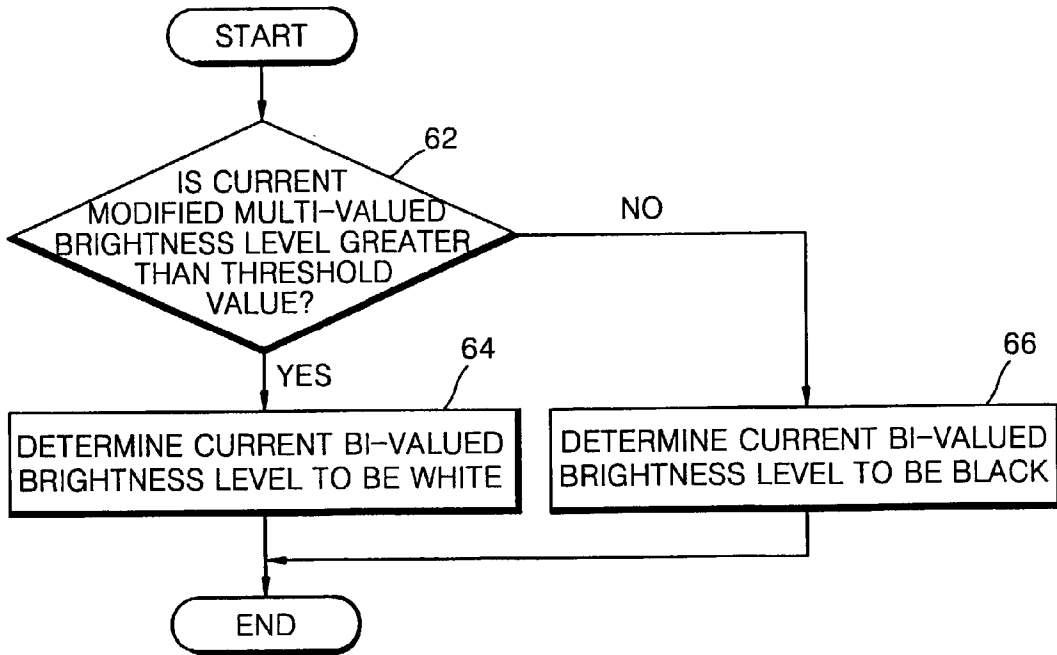 START
62
IS CURRENT
MODIFIED MULTI-VALUED
BRIGHTNESS LEVEL GREATER
THAN THRESHOLD
VALUE?
NO
YES
64
66
DETERMINE CURRENT BI-VALUED
BRIGHTNESS LEVEL TO BE WHITE
DETERMINE CURRENT BI-VALUED
BRIGHTNESS LEVEL TO BE BLACK
END